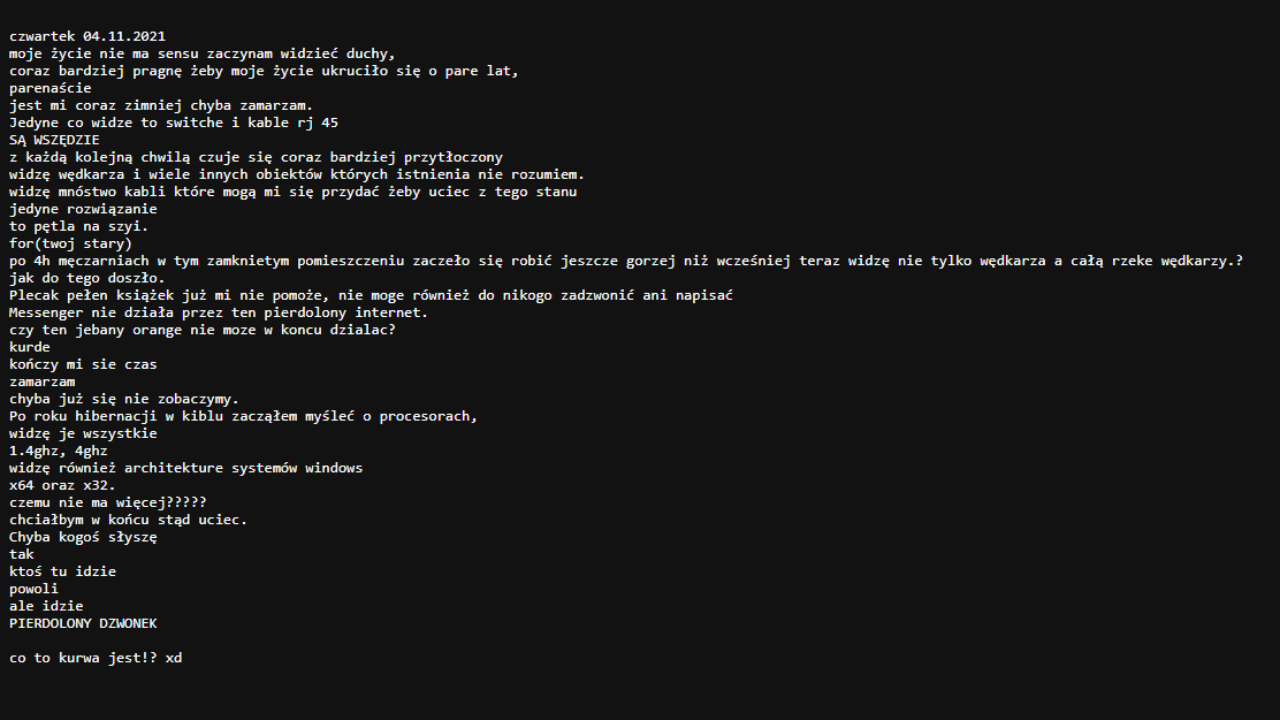 czwartek 04.11.2021
moje życie nie ma sensu zaczynam widzieć duchy,
coraz bardziej pragnę żeby moje życie ukruciło się o pare lat,
parenaście
jest mi coraz zimniej chyba zamarzam.
Jedyne co widze to switche i kable rj 45
SĄ WSZĘDZIE
z każdą kolejną chwilą czuje się coraz bardziej przytłoczony
widzę wędkarza i wiele innych obiektów których istnienia nie rozumiem.
widzę mnóstwo kabli które mogą mi się przydać żeby uciec z tego stanu
jedyne rozwiązanie
to pętla na szyi.
for(twoj stary)
po 4h męczarniach w tym zamknietym pomieszczeniu zaczeło się robić jeszcze gorzej niż wcześniej teraz widzę nie tylko wędkarza a całą rzeke wędkarzy.?
jak do tego doszło.
Plecak pełen książek już mi nie pomoże, nie moge również do nikogo zadzwonić ani napisać
Messenger nie działa przez ten pierdolony internet.
czy ten jebany orange nie moze w koncu dzialac?
kurde
kończy mi sie czas
zamarzam
chyba już się nie zobaczymy.
Po roku hibernacji w kiblu zacząłem myśleć o procesorach,
widzę je wszystkie
1.4ghz, 4ghz
widzę również architekture systemów windows
x64 oraz x32.
czemu nie ma więcej?????
chciałbym w końcu stąd uciec.
Chyba kogoś słyszę
tak
ktoś tu idzie
powoli
ale idzie
PIERDOLONY DZWONEK
co to kurwa jest!? xd